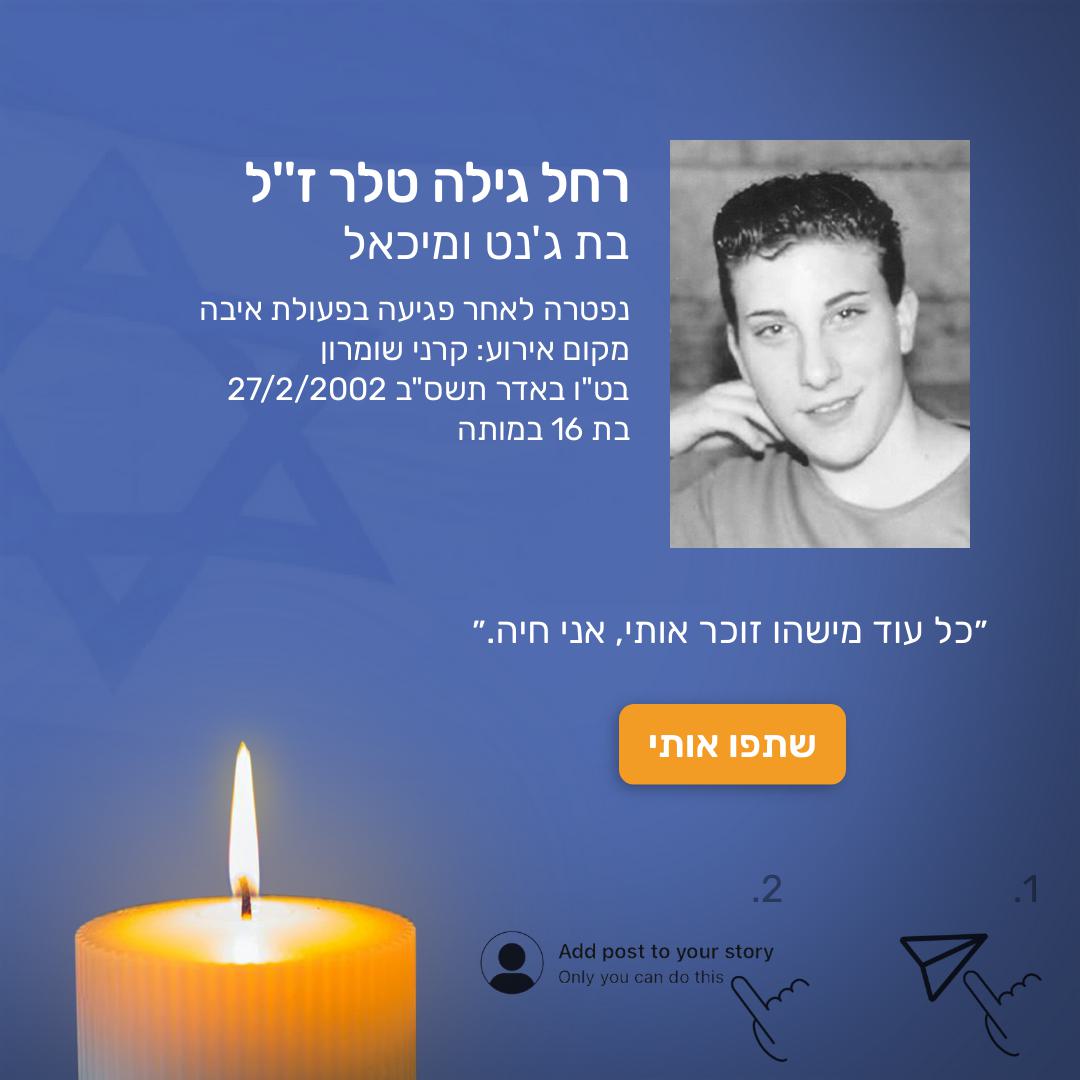 רחל גילה טלר ז"ל
בת ג'נט ומיכאל
נפטרה לאחר פגיעה בפעולת איבה
מקום אירוע: קרני שומרון
בט"ו באדר תשס"ב 27/2/2002
בת 16 במותה
״כל עוד מישהו זוכר אותי, אני חיה.״
שתפו אותי
.1
.2
Add post to your story
Only you can do this